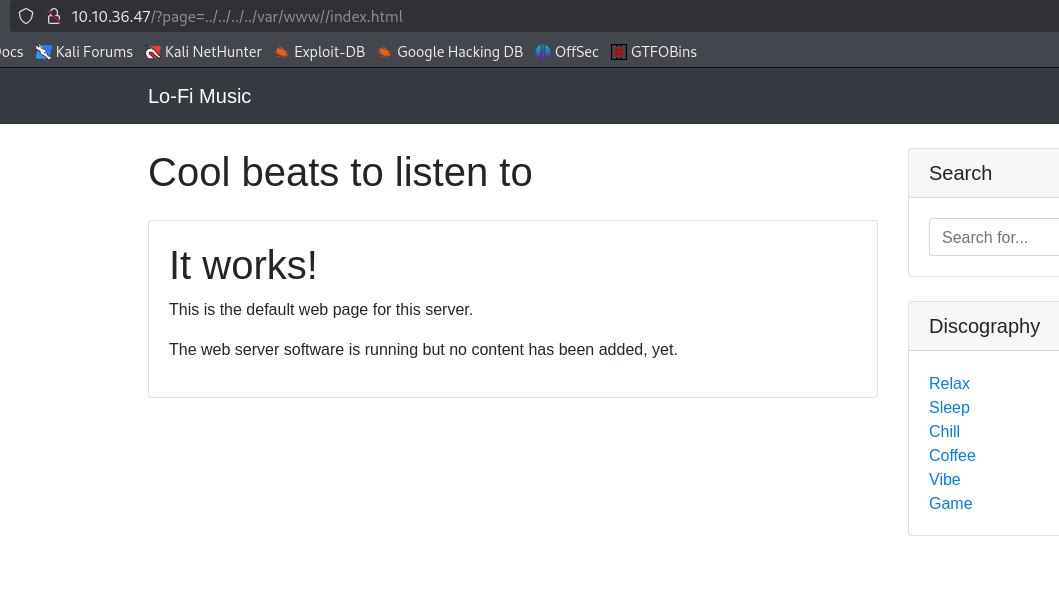 10.10.36.47/?page=../../../../var/www//index.html
ocs Kali Forums Kali NetHunter Exploit-DB Google Hacking DB OffSec GTFOBins
Lo-Fi Music
Cool beats to listen to
It works!
This is the default web page for this server.
The web server software is running but no content has been added, yet.
Search
Search for...
Discography
Relax
Sleep
Chill
Coffee
Vibe
Game